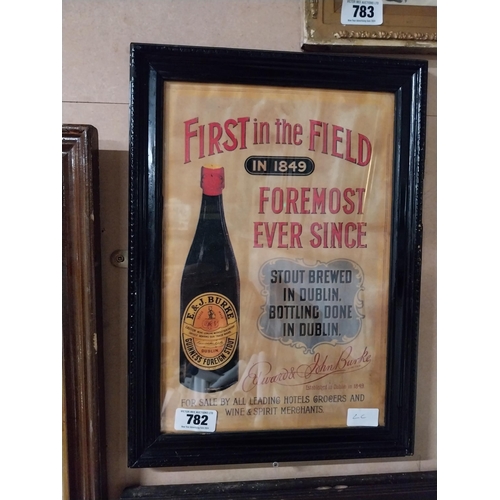 783
FIRST in the FIELD
IN 1849
FOREMOST
EVER SINCE
STOUT BREWED
IN DUBLIN.
BOTTLING DONE
IN DUBLIN.
E. & J. BURKE
GUINNESS FOREIGN STOUT
DUBLIN
Edward & John Burke
FOR SALE BY ALL LEADING HOTELS GROCERS AND
WINE & SPIRIT MERCHANTS.
782